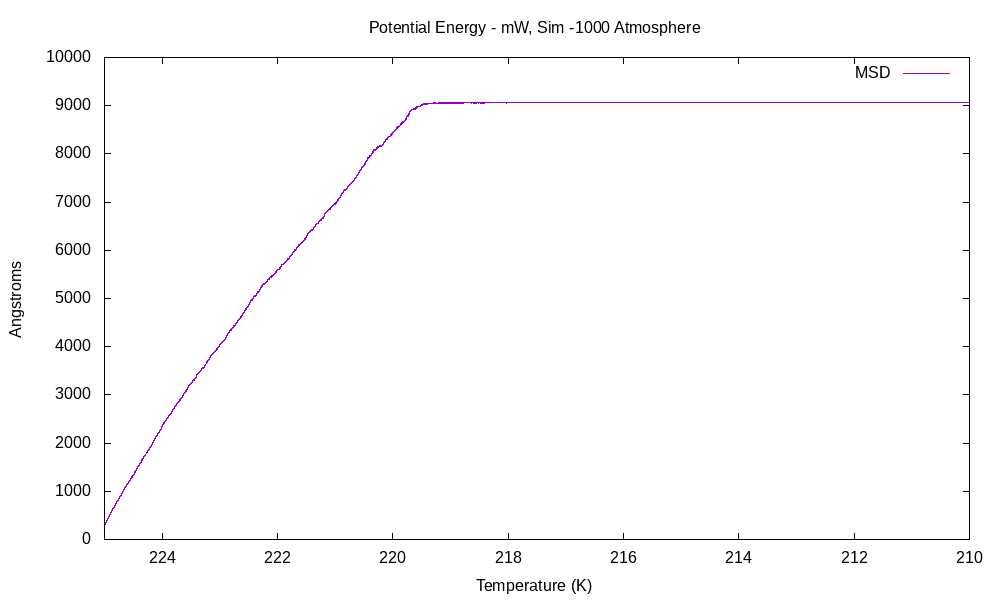 Potential Energy - mW, Sim -1000 Atmosphere
MSD
10000
9000
8000
7000
6000
5000
4000
3000
2000
1000
0
Angstroms
224 222 220 218 216 214 212 210
Temperature (K)